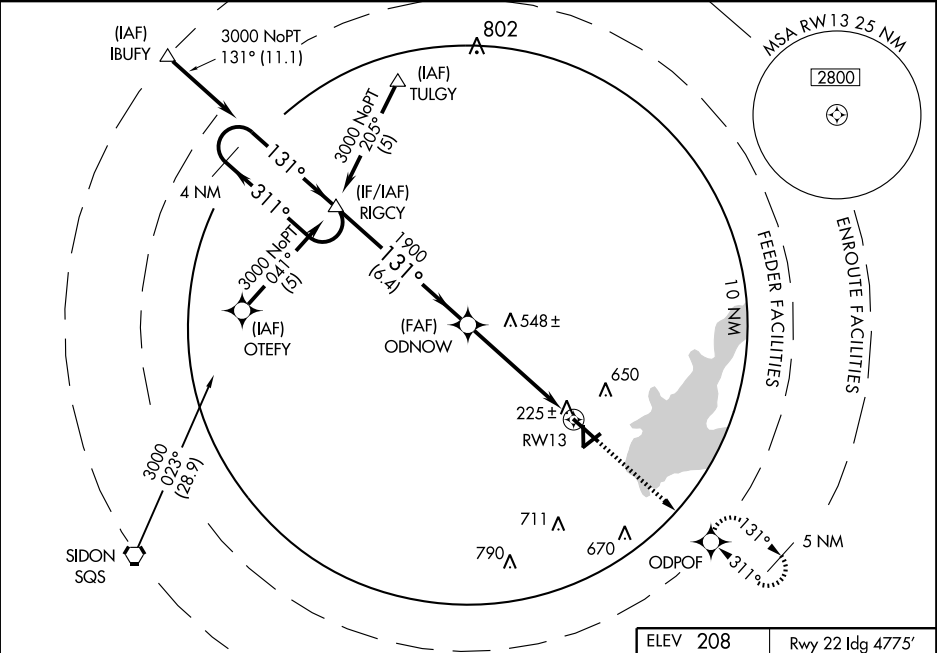 (IAF)
IBUFY
3000 NoPT
131° (11.1)
802
MSA RW13 25 NM
2800
(IAF)
TULGY
3000 NoPT
205°
(5)
131°
4 NM
311°
(IF/IAF)
RIGCY
3000 NoPT
041°
(5)
1900
131°
(6.4)
(IAF)
OTEFY
(FAF)
ODNOW
548 ±
10 NM
FEEDER FACILITIES
ENROUTE FACILITIES
650
225 ±
RW13
3000
023°
(28.9)
SIDON
SQS
711
790
670
ODPOF
131°
311°
5 NM
ELEV 208
Rwy 22 ldg 4775'